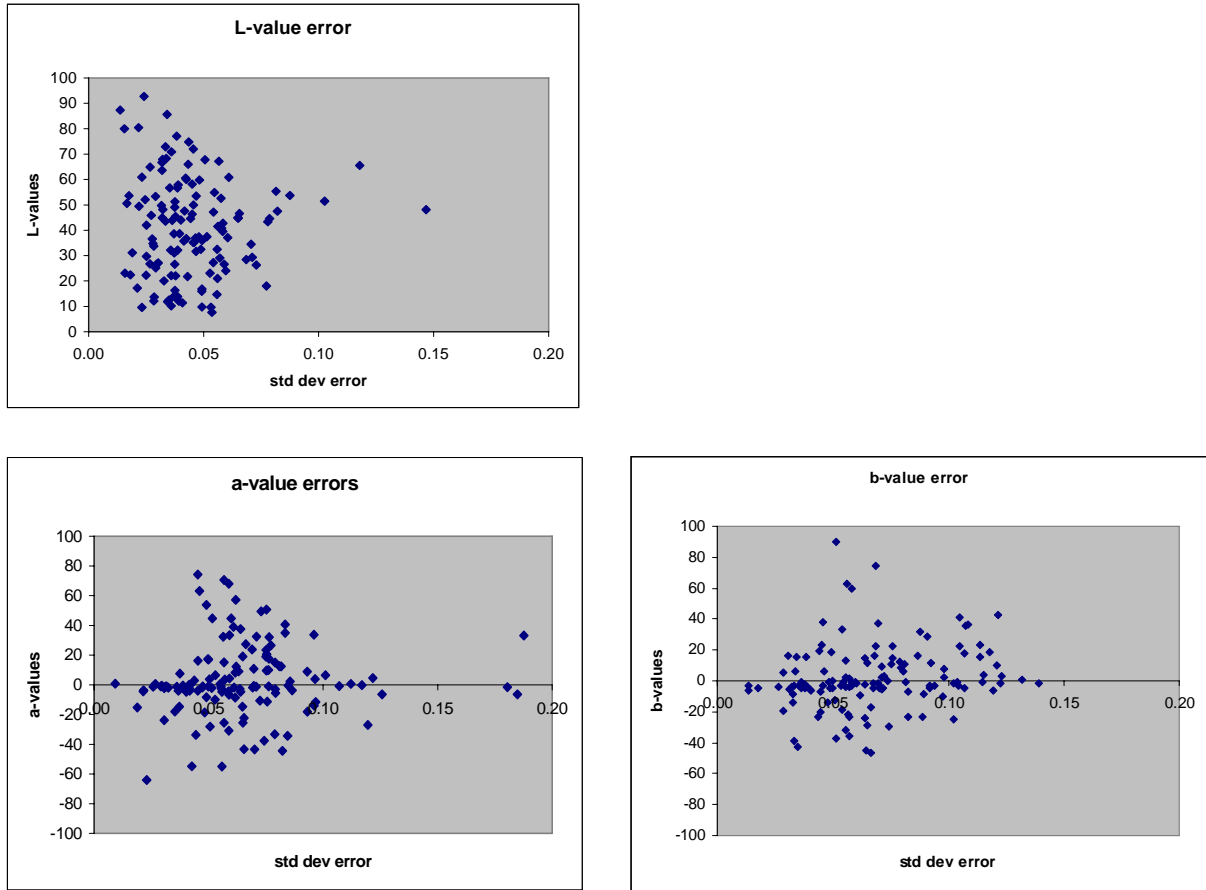 L-value error
L-values
100
90
80
70
60
50
40
30
20
10
0
0.00 0.05 0.10 0.15 0.20
std dev error
a-value errors
a-values
100
80
60
40
20
0
-20
-40
-60
-80
-100
0.00 0.05 0.10 0.15 0.20
std dev error
b-value error
b-values
100
80
60
40
20
0
-20
-40
-60
-80
-100
0.00 0.05 0.10 0.15 0.20
std dev error